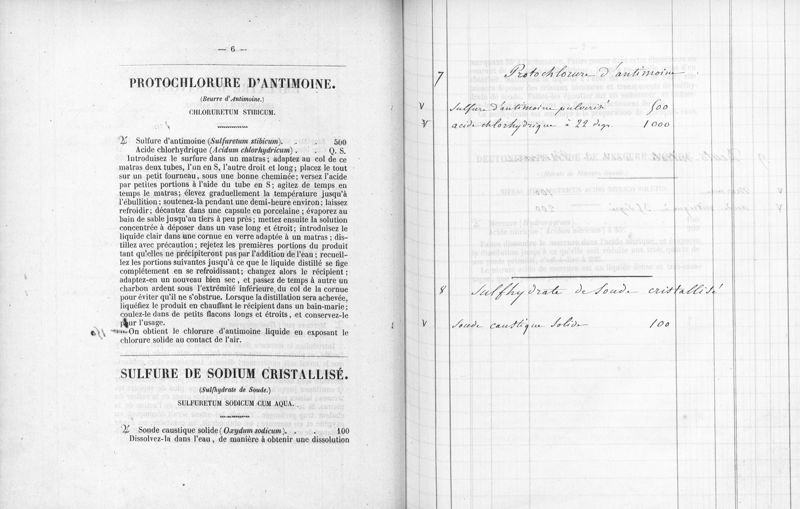 — 6 —
PROTOCHLORURE D'ANTIMOINE.
(Beurre d'Antimoine.)
CHLORURETUM STIBICUM.
Sulfure d'antimoine (Sulfuretum stibicum). . . 500
Acide chlorhydrique (Acidum chlorhydricum) . . Q. S.
Introduisez le surfure dans un matras; adaptez au col de ce
matras deux tubes, l'un en S, l'autre droit et long; placez le tout
sur un petit fourneau, sous une bonne cheminée; versez l'acide
par petites portions à l'aide du tube en S; agitez de temps en
temps le matras; élevez graduellement la température jusqu'à
l'ébullition; soutenez-la pendant une demi-heure environ; laissez
refroidir; décantez dans une capsule en porcelaine; évaporez au
bain de sable jusqu'au tiers à peu près; mettez ensuite la solution
concentrée à déposer dans un vase long et étroit; introduisez le
liquide clair dans une cornue en verre adaptée à un matras; dis-
tillez avec précaution; rejetez les premières portions du produit
tant qu'elles ne précipiteront pas par l'addition de l'eau; recueil-
lez les portions suivantes jusqu'à ce que le liquide distillé se fige
complétement en se refroidissant; changez alors le récipient;
adaptez-en un nouveau bien sec, et passez de temps à autre un
charbon ardent sous l'extrémité inférieure du col de la cornue
pour éviter qu'il ne s'obstrue. Lorsque la distillation sera achevée,
liquéfiez le produit en chauffant le récipient dans un bain-marie;
coulez-le dans de petits flacons longs et étroits, et conservez-le
pour l'usage.
On obtient le chlorure d'antimoine liquide en exposant le
chlorure solide au contact de l'air.
SULFURE DE SODIUM CRISTALLISÉ.
(Sulfhydrate de Soude.)
SULFURETUM SODICUM CUM AQUA.
Soude caustique solide (Oxydum sodicum). . . 100
Dissolvez-la dans l'eau, de manière à obtenir une dissolution
7 Protochlorure d'antimoine
V sulfure d'antimoine pulverisé 500
V acide chlorhydrique à 22 degr. 1000
8 Sulfhydrate de Soude cristallisé
V Soude caustique solide 100